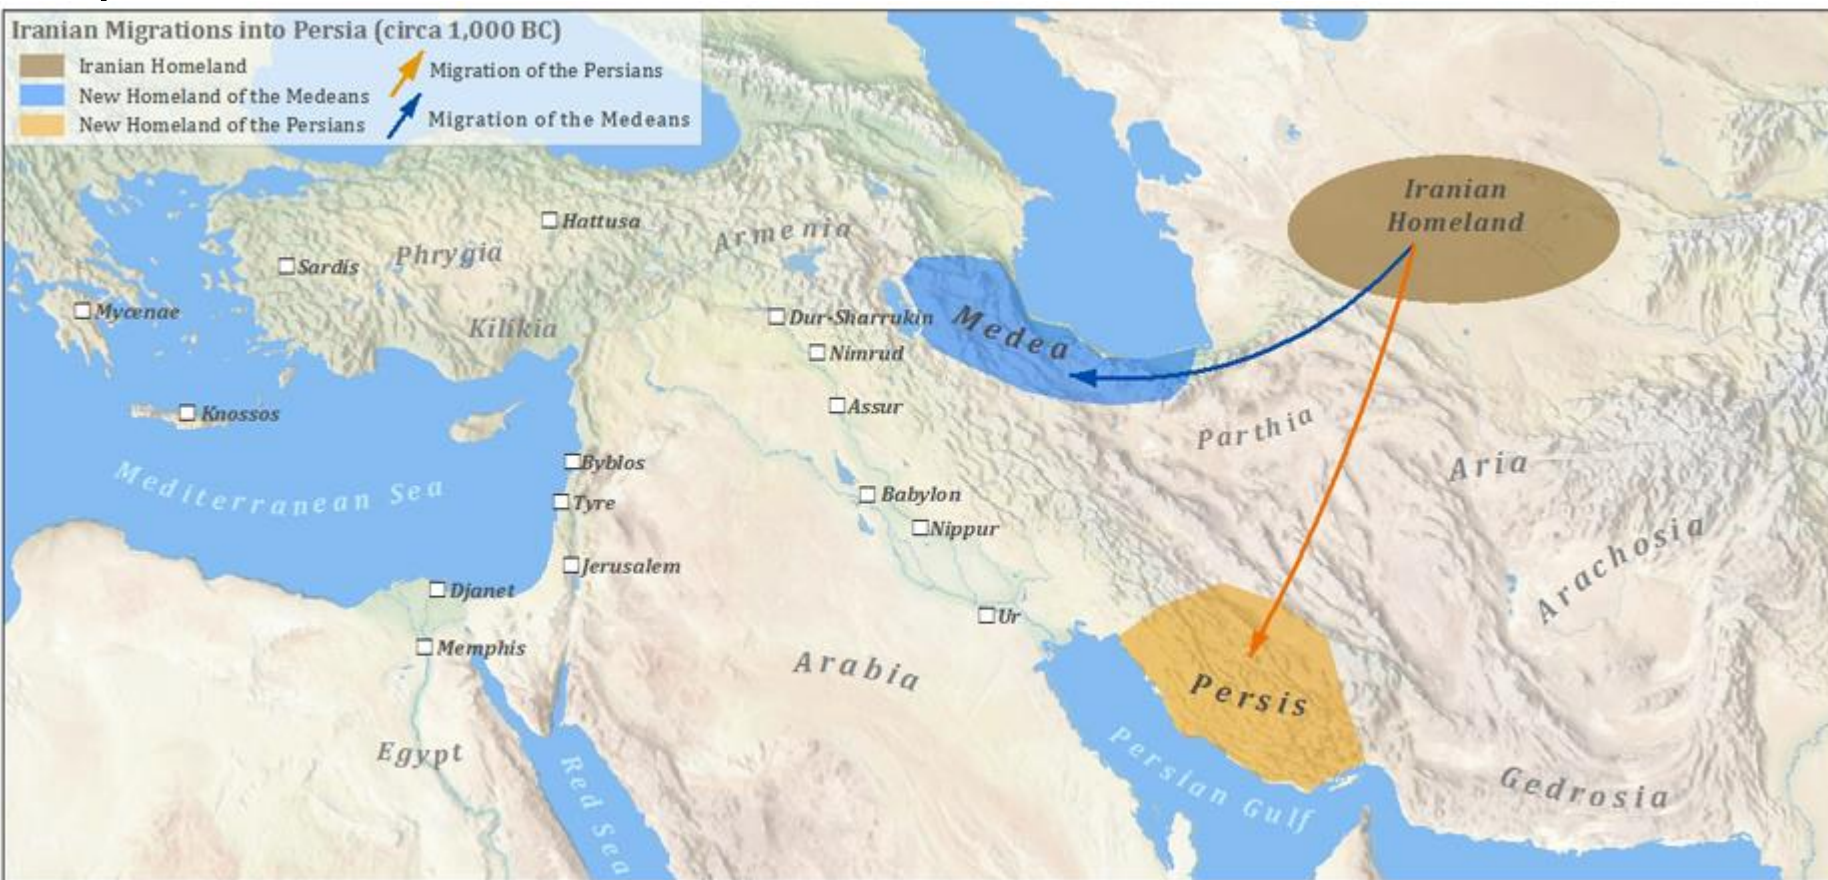 Iranian Migrations into Persia (circa 1,000 BC)
Iranian Homeland
New Homeland of the Medeans
New Homeland of the Persians
Migration of the Persians
Migration of the Medeans
Iranian
Homeland
Hattusa
Armenia
Phrygia
Sardis
Mycenae
Kilikia
Dur-Sharrukin
Medea
Nimrud
Knossos
Assur
Parthia
Byblos
Aria
Mediterranean Sea
Tyre
Babylon
Nippur
Arachosia
Jerusalem
Djanet
Ur
Memphis
Arabia
Persis
Egypt
Persian Gulf
Gedrosia
Red Sea